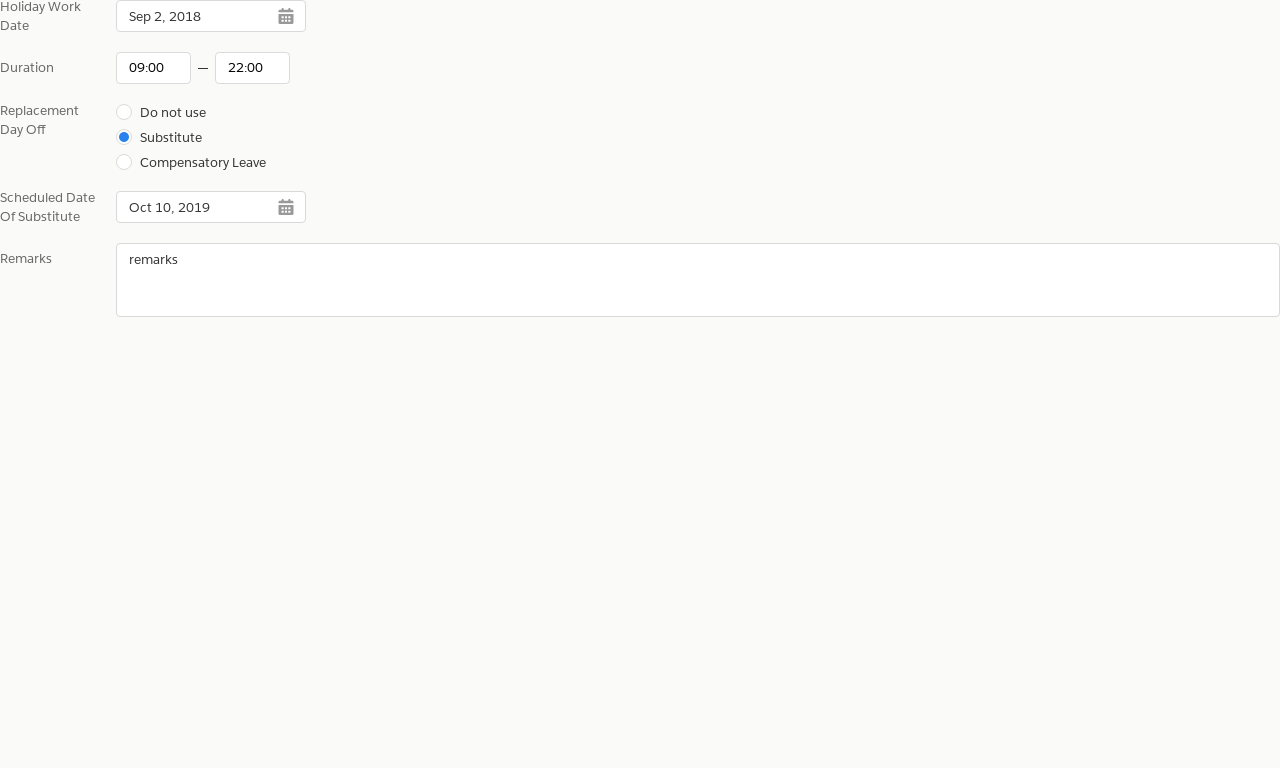 Holiday Work
Date
Sep 2, 2018
Duration
09:00 — 22:00
Replacement
Day Off
Do not use
Substitute
Compensatory Leave
Scheduled Date
Of Substitute
Oct 10, 2019
Remarks
remarks